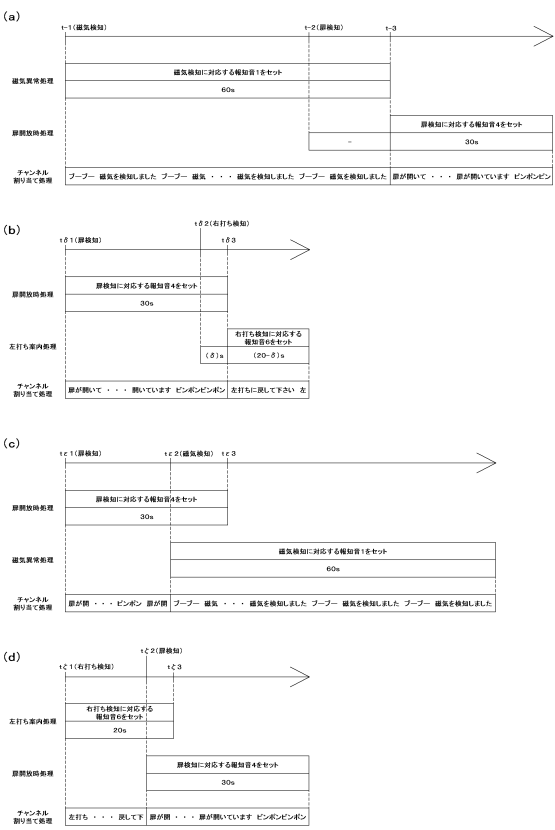 (a)
t-1(磁気検知)
t-2(扉検知)
t-3
磁気検知に対応する報知音1をセット
磁気異常処理
60s
扉検知に対応する報知音4をセット
扉開放時処理
-
30s
チャンネル
割り当て処理
ブーブー 磁気を検知しました ブーブー 磁気 ・・・ 磁気を検知しました ブーブー 磁気を検知しました
扉が開いて ・・・ 扉が開いています ピンポンピン
(b)
tδ2(右打ち検知)
tδ1(扉検知)
tδ3
扉検知に対応する報知音4をセット
扉開放時処理
30s
右打ち検知に対応する
報知音6をセット
左打ち案内処理
(δ)s
(20-δ)s
チャンネル
割り当て処理
扉が開いて ・・・ 開いています ピンポンピンポン
左打ちに戻して下さい 左
(c)
tε1(扉検知)
tε2(磁気検知)
tε3
扉検知に対応する報知音4をセット
扉開放時処理
30s
磁気検知に対応する報知音1をセット
磁気異常処理
60s
チャンネル
割り当て処理
扉が開 ・・・ ピンポン 扉が開
ブーブー 磁気 ・・・ 磁気を検知しました ブーブー 磁気を検知しました ブーブー 磁気を検知しました
(d)
tζ2(扉検知)
tζ1(右打ち検知)
tζ3
右打ち検知に対応する
報知音6をセット
左打ち案内処理
20s
扉検知に対応する報知音4をセット
扉開放時処理
30s
チャンネル
割り当て処理
左打ち ・・・ 戻して下
扉が開 ・・・ 扉が開いています ピンポンピンポン